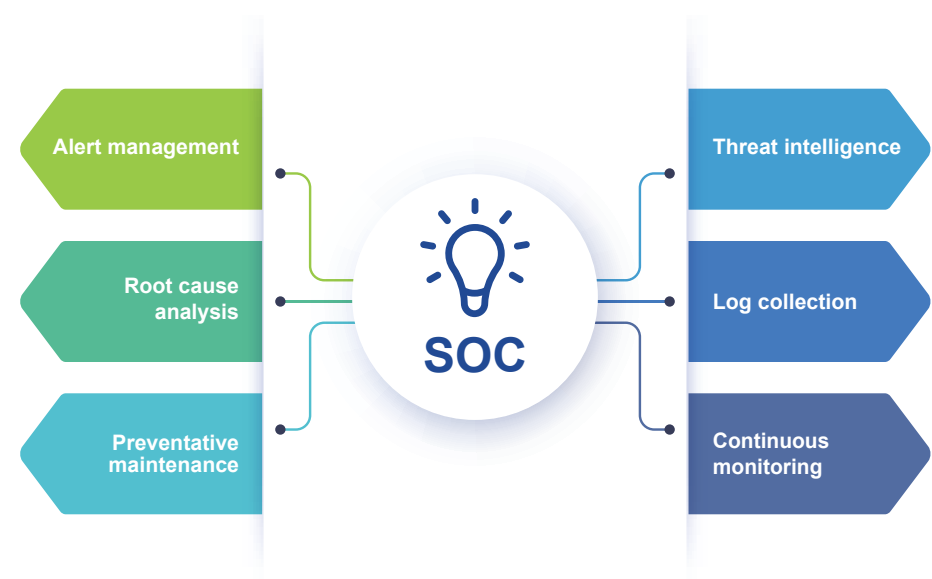 Alert management
Root cause
analysis
Preventative
maintenance
SOC
Threat intelligence
Log collection
Continuous
monitoring